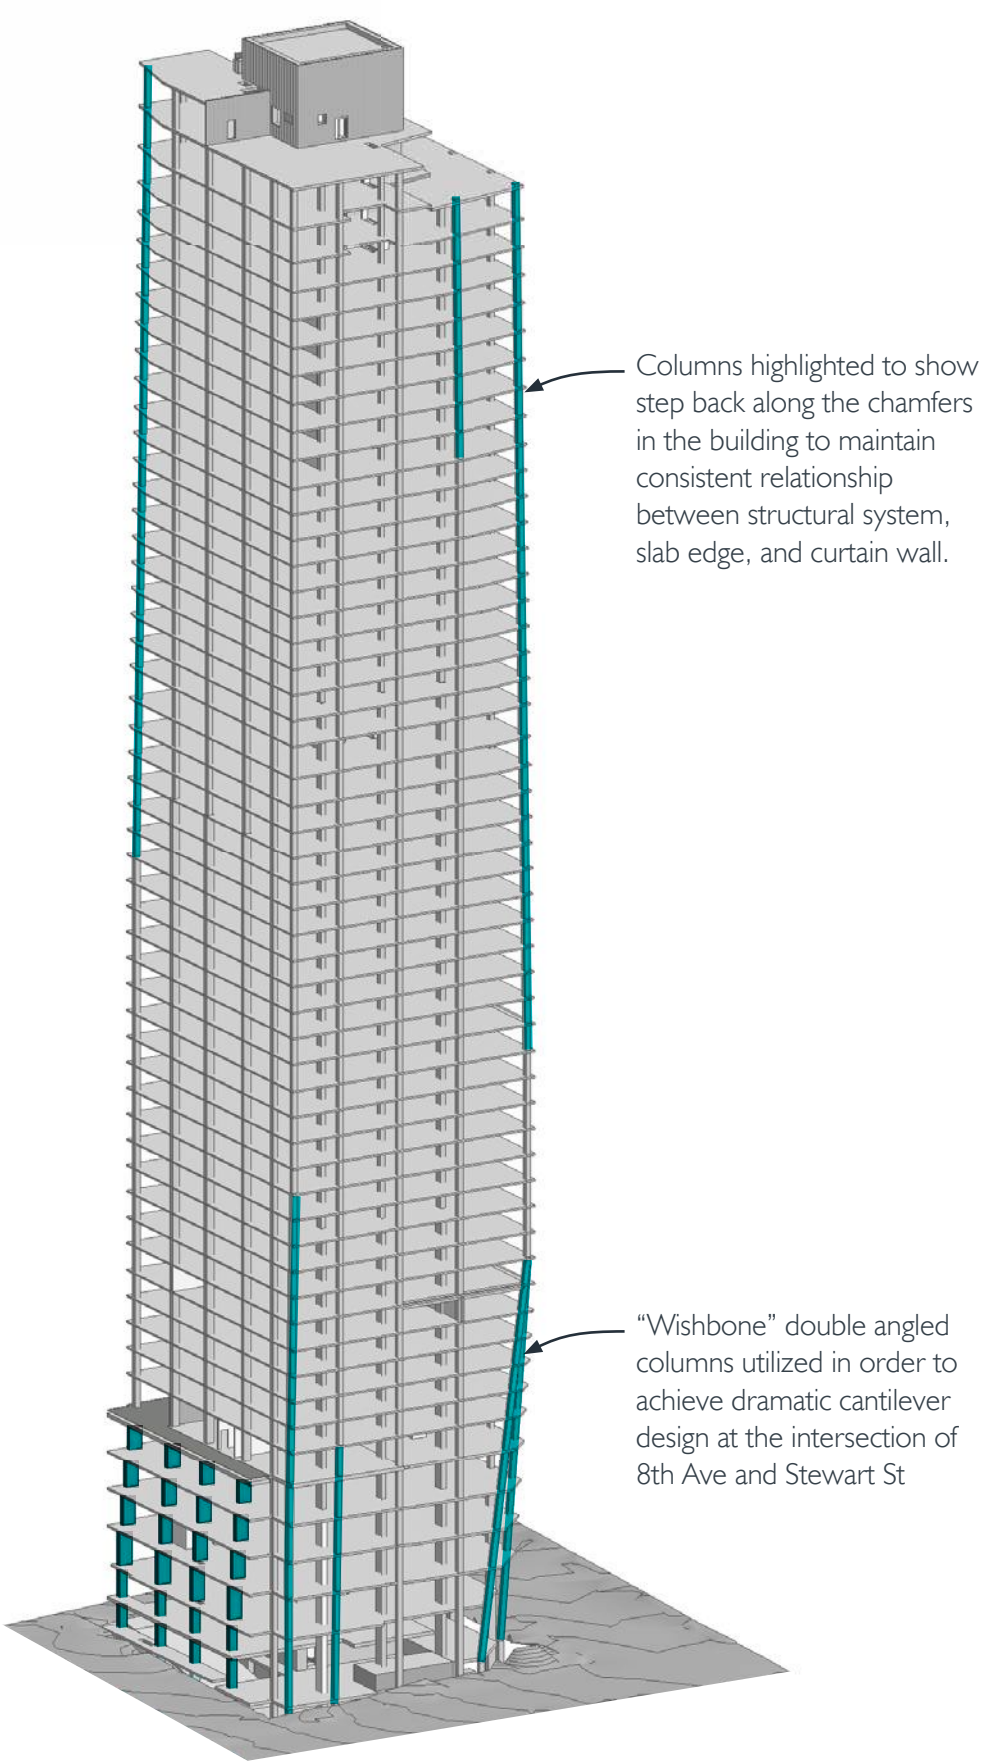 Columns highlighted to show
step back along the chamfers
in the building to maintain
consistent relationship
between structural system,
slab edge, and curtain wall.
“Wishbone” double angled
columns utilized in order to
achieve dramatic cantilever
design at the intersection of
8th Ave and Stewart St